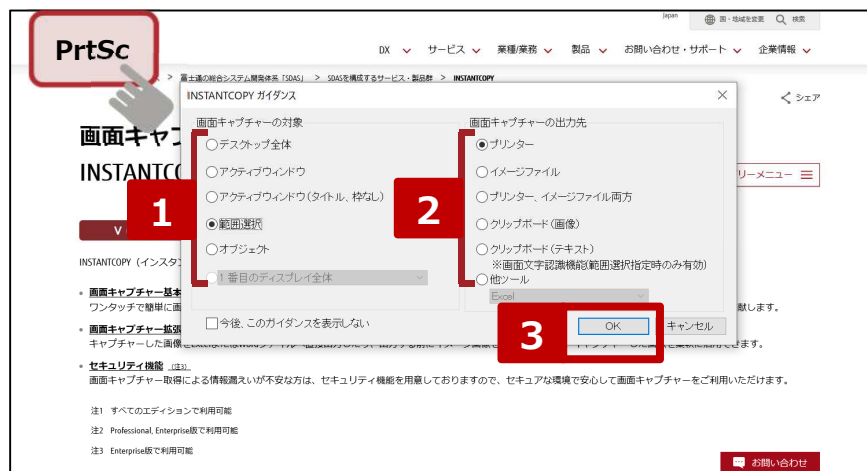 Japan
国・地域を変更 検索
PrtSc
DX サービス 業種/業務 製品 お問い合わせ・サポート 企業情報
> 富士通の総合システム開発体系「SDAS」 > SDASを構成するサービス・製品群 > INSTANTCOPY
シェア
INSTANTCOPY ガイダンス
画面キャプチャーの対象
画面キャプチャーの出力先
画面キャプ
デスクトップ全体
プリンター
INSTANTCO
アクティブウィンドウ
イメージファイル
リーメニュー
アクティブウィンドウ(タイトル、枠なし)
プリンター、イメージファイル両方
1
2
V
範囲選択
クリップボード(画像)
オブジェクト
クリップボード(テキスト)
※画面文字認識機能(範囲選択指定時のみ有効)
INSTANTCOPY(インスタン
1 番目のディスプレイ全体
他ツール
Excel
画面キャプチャー基本
ワンタッチで簡単に画
献します。
今後、このガイダンスを表示しない
3
OK
キャンセル
画面キャプチャー拡張
キャプチャーした画像
きます。
セキュリティ機能 (注3)
画面キャプチャー取得による情報漏えいが不安な方は、セキュリティ機能を用意しておりますので、セキュアな環境で安心して画面キャプチャーをご利用いただけます。
注1 すべてのエディションで利用可能
注2 Professional, Enterprise版で利用可能
注3 Enterprise版で利用可能
お問い合わせ